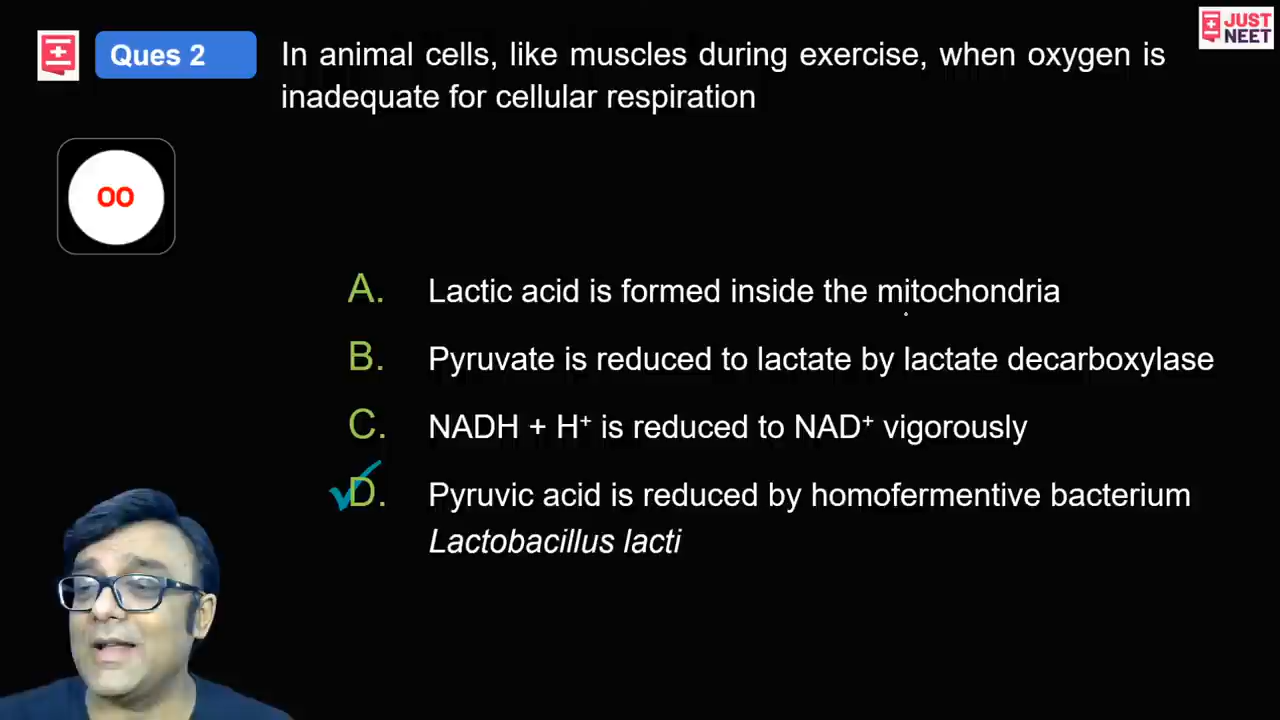 JUST
NEET
Ques 2
In animal cells, like muscles during exercise, when oxygen is
inadequate for cellular respiration
00
A. Lactic acid is formed inside the mitochondria
B. Pyruvate is reduced to lactate by lactate decarboxylase
C. NADH + H⁺ is reduced to NAD⁺ vigorously
D. Pyruvic acid is reduced by homofermentive bacterium
Lactobacillus lacti